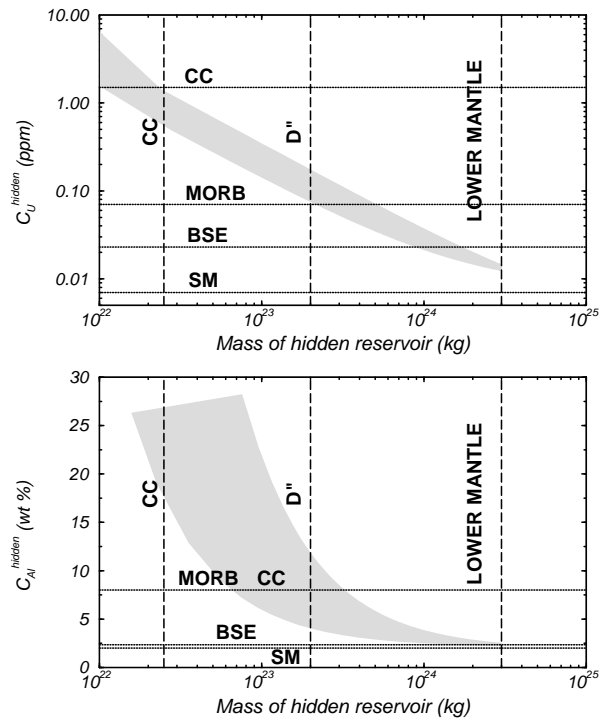 10.00
1.00
0.10
0.01
C_U^hidden (ppm)
CC
CC
D"
LOWER MANTLE
MORB
BSE
SM
10^22 10^23 10^24 10^25
Mass of hidden reservoir (kg)
30
25
20
15
10
5
0
C_Al^hidden (wt %)
CC
D"
LOWER MANTLE
MORB CC
BSE
SM
10^22 10^23 10^24 10^25
Mass of hidden reservoir (kg)